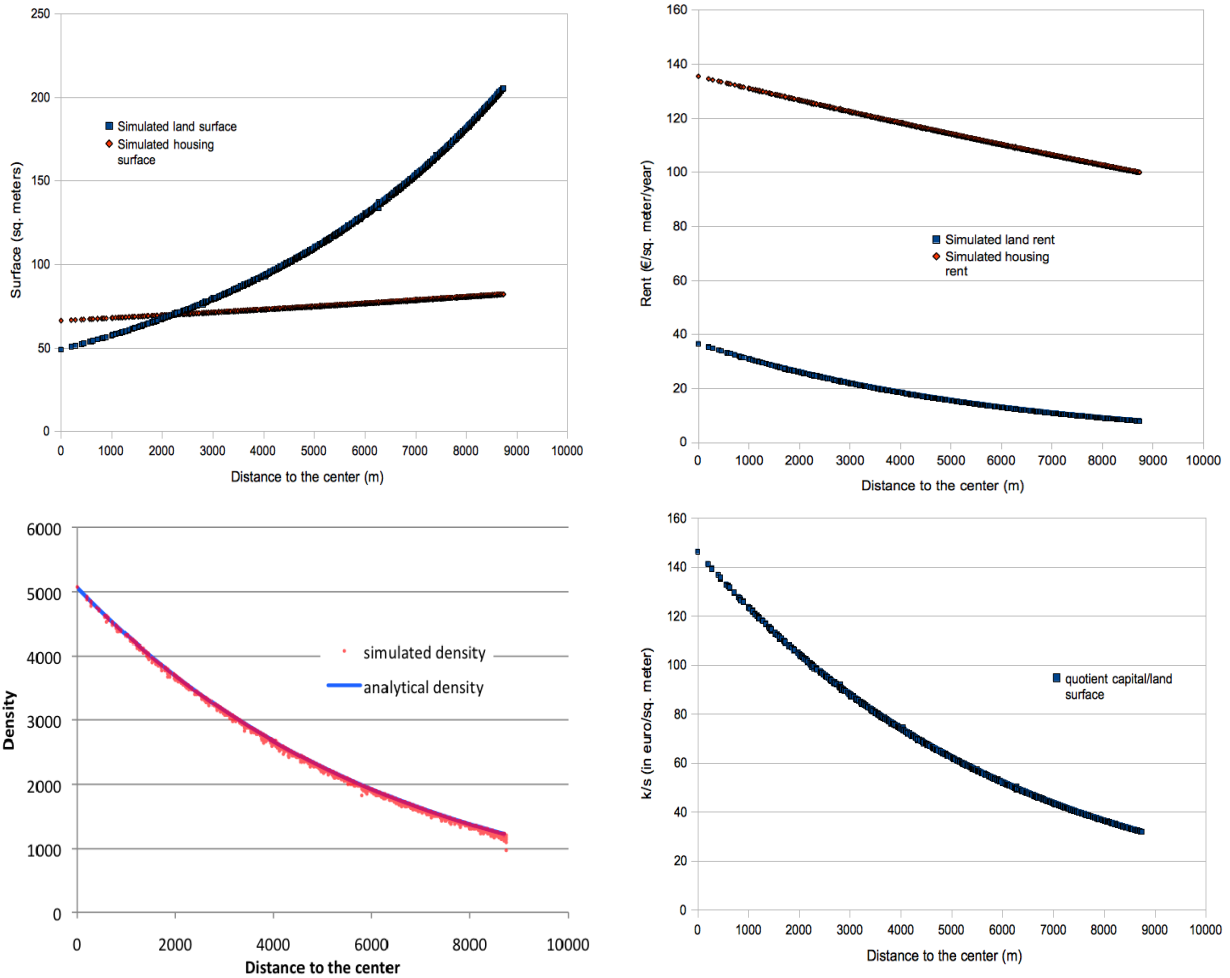 250
200
150
100
50
0
Surface (sq. meters)
Simulated land surface
Simulated housing
surface
0 1000 2000 3000 4000 5000 6000 7000 8000 9000 10000
Distance to the center (m)
160
140
120
100
80
60
40
20
0
Rent (€/sq. meter/year)
Simulated land rent
Simulated housing
rent
0 1000 2000 3000 4000 5000 6000 7000 8000 9000 10000
Distance to the center (m)
6000
5000
4000
3000
2000
1000
0
Density
simulated density
analytical density
0 2000 4000 6000 8000 10000
Distance to the center
160
140
120
100
80
60
40
20
0
k/s (in euro/sq. meter)
quotient capital/land
surface
0 1000 2000 3000 4000 5000 6000 7000 8000 9000 10000
Distance to the center (m)